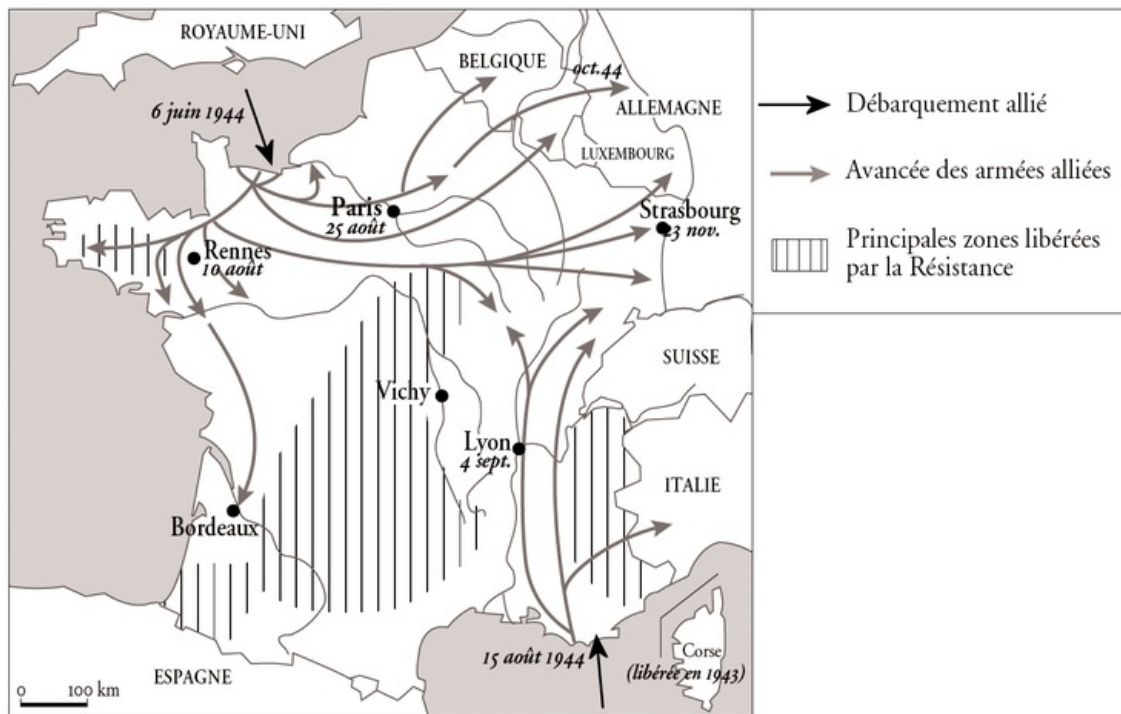 ROYAUME-UNI
6 juin 1944
BELGIQUE
oct.44
ALLEMAGNE
LUXEMBOURG
Paris
25 août
Strasbourg
23 nov.
Rennes
10 août
SUISSE
Vichy
Lyon
4 sept.
ITALIE
Bordeaux
15 août 1944
Corse
(libérée en 1943)
ESPAGNE
0 100 km
Débarquement allié
Avancée des armées alliées
Principales zones libérées
par la Résistance